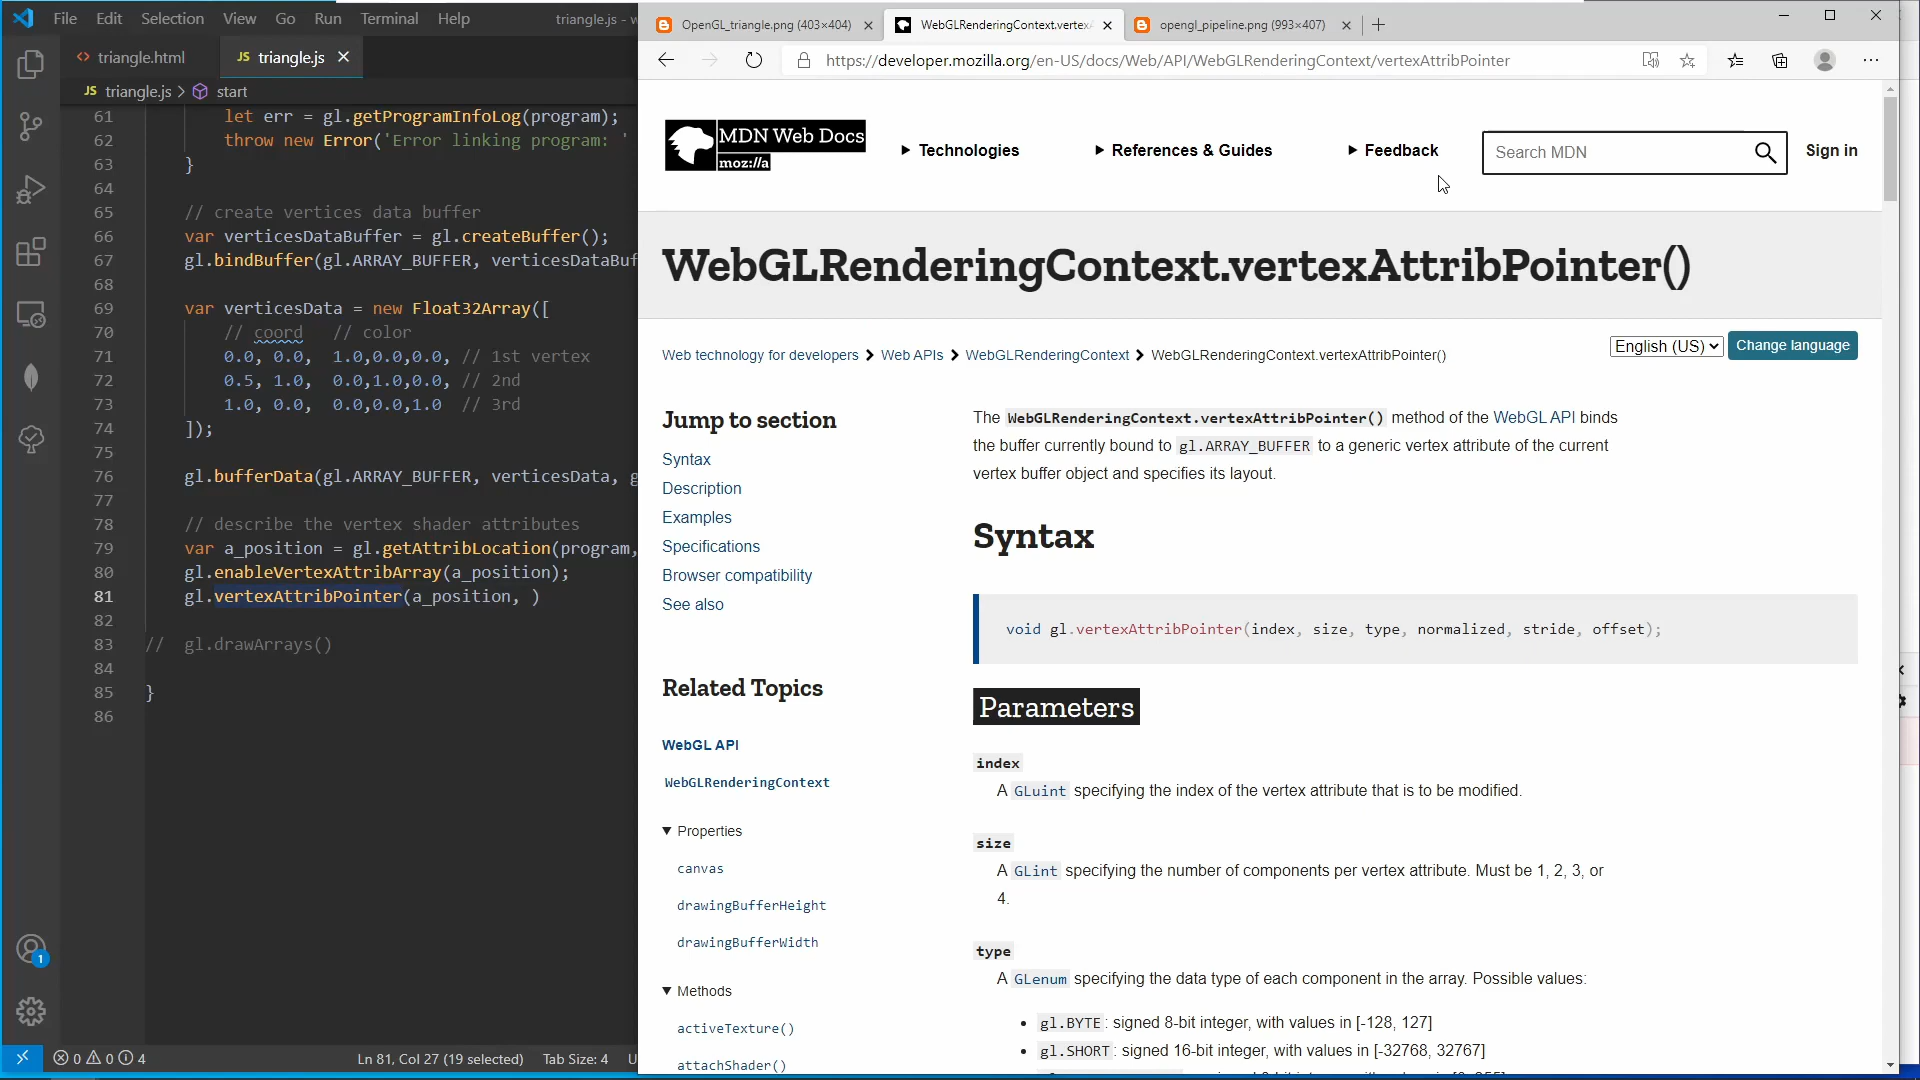 File Edit Selection View Go Run Terminal Help triangle.js - w
triangle.html
JS triangle.js
JS triangle.js > start
61 let err = gl.getProgramInfoLog(program);
62 throw new Error('Error linking program: '
63 }
64
65 // create vertices data buffer
66 var verticesDataBuffer = gl.createBuffer();
67 gl.bindBuffer(gl.ARRAY_BUFFER, verticesDataBuf
68
69 var verticesData = new Float32Array([
70 // coord // color
71 0.0, 0.0, 1.0,0.0,0.0, // 1st vertex
72 0.5, 1.0, 0.0,1.0,0.0, // 2nd
73 1.0, 0.0, 0.0,0.0,1.0 // 3rd
74 ]);
75
76 gl.bufferData(gl.ARRAY_BUFFER, verticesData, g
77
78 // describe the vertex shader attributes
79 var a_position = gl.getAttribLocation(program,
80 gl.enableVertexAttribArray(a_position);
81 gl.vertexAttribPointer(a_position, )
82
83 // gl.drawArrays()
84
85 }
86
1
0 0 4 Ln 81, Col 27 (19 selected) Tab Size: 4 U
OpenGL_triangle.png (403×404)
WebGLRenderingContext.vertex
opengl_pipeline.png (993×407)
https://developer.mozilla.org/en-US/docs/Web/API/WebGLRenderingContext/vertexAttribPointer
MDN Web Docs
moz://a
Technologies
References & Guides
Feedback
Search MDN
Sign in
WebGLRenderingContext.vertexAttribPointer()
Web technology for developers > Web APIs > WebGLRenderingContext > WebGLRenderingContext.vertexAttribPointer()
English (US)
Change language
Jump to section
Syntax
Description
Examples
Specifications
Browser compatibility
See also
Related Topics
WebGL API
WebGLRenderingContext
Properties
canvas
drawingBufferHeight
drawingBufferWidth
Methods
activeTexture()
attachShader()
The WebGLRenderingContext.vertexAttribPointer() method of the WebGL API binds
the buffer currently bound to gl.ARRAY_BUFFER to a generic vertex attribute of the current
vertex buffer object and specifies its layout.
Syntax
void gl.vertexAttribPointer(index, size, type, normalized, stride, offset);
Parameters
index
A GLuint specifying the index of the vertex attribute that is to be modified.
size
A GLint specifying the number of components per vertex attribute. Must be 1, 2, 3, or
4.
type
A GLenum specifying the data type of each component in the array. Possible values:
• gl.BYTE: signed 8-bit integer, with values in [-128, 127]
• gl.SHORT: signed 16-bit integer, with values in [-32768, 32767]